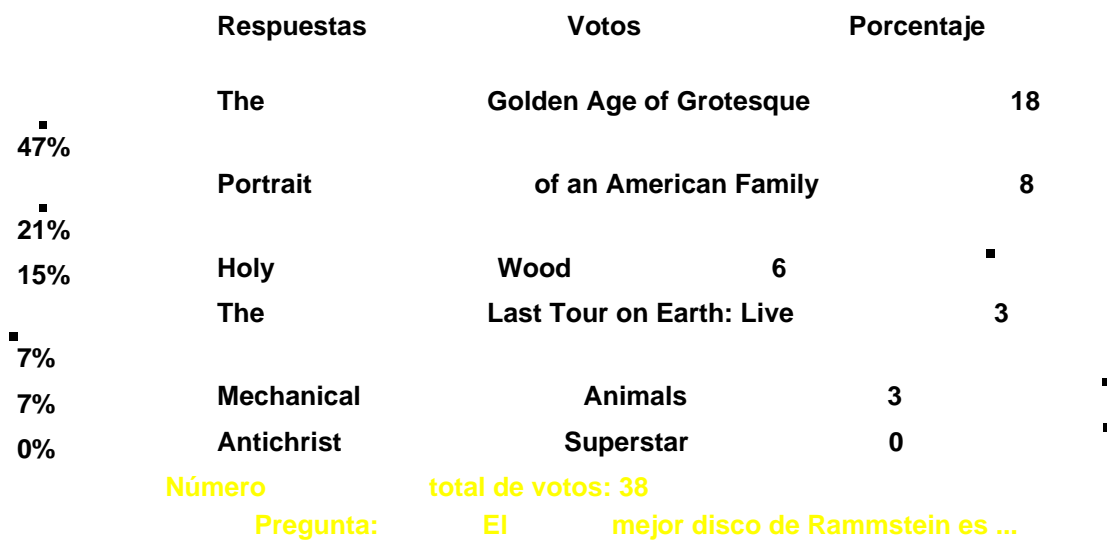 Respuestas Votos Porcentaje
The Golden Age of Grotesque 18
47%
Portrait of an American Family 8
21%
15% Holy Wood 6
The Last Tour on Earth: Live 3
7%
7% Mechanical Animals 3
0% Antichrist Superstar 0
Número total de votos: 38
Pregunta: El mejor disco de Rammstein es ...